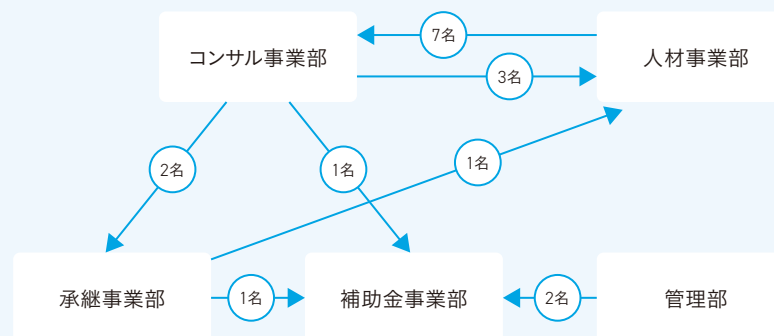 コンサル事業部
7名
人材事業部
3名
2名
1名
1名
承継事業部
1名
補助金事業部
2名
管理部